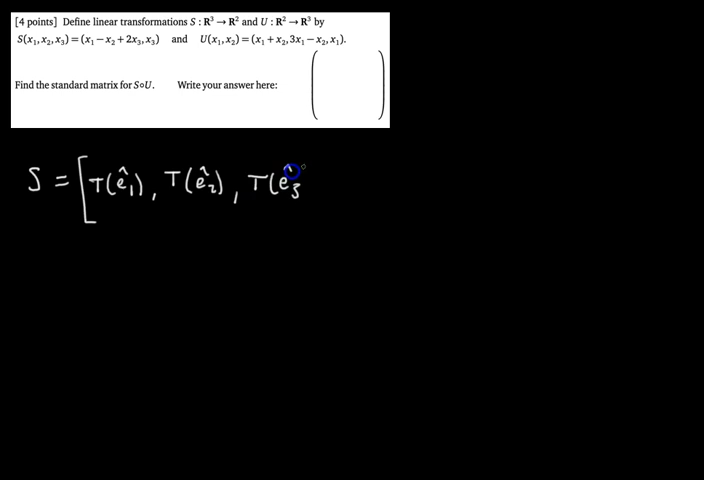 [4 points] Define linear transformations S : R³ → R² and U : R² → R³ by
S(x₁, x₂, x₃) = (x₁ − x₂ + 2x₃, x₃) and U(x₁, x₂) = (x₁ + x₂, 3x₁ − x₂, x₁).
Find the standard matrix for S∘U. Write your answer here:
S = [T(ê₁), T(ê₂), T(ê₃